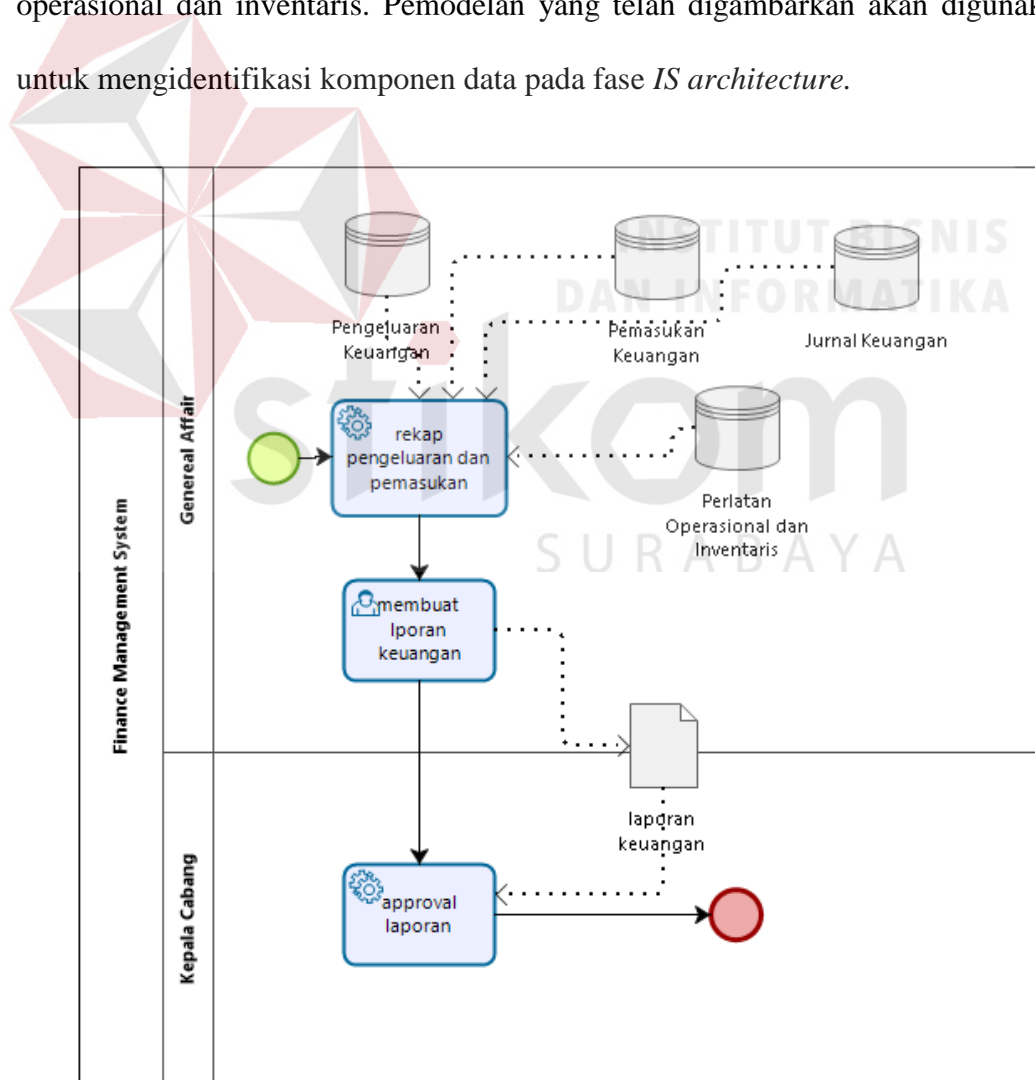 operasional dan inventaris. Pemodelan yang telah digambarkan akan digunak
untuk mengidentifikasi komponen data pada fase IS architecture.
INSTITUT BISNIS
DAN INFORMATIKA
stikom
SURABAYA
Finance Management System
Genereal Affair
Pengeluaran
Keuangan
Pemasukan
Keuangan
Jurnal Keuangan
rekap
pengeluaran dan
pemasukan
Perlatan
Operasional dan
Inventaris
membuat
lporan
keuangan
laporan
keuangan
Kepala Cabang
approval
laporan